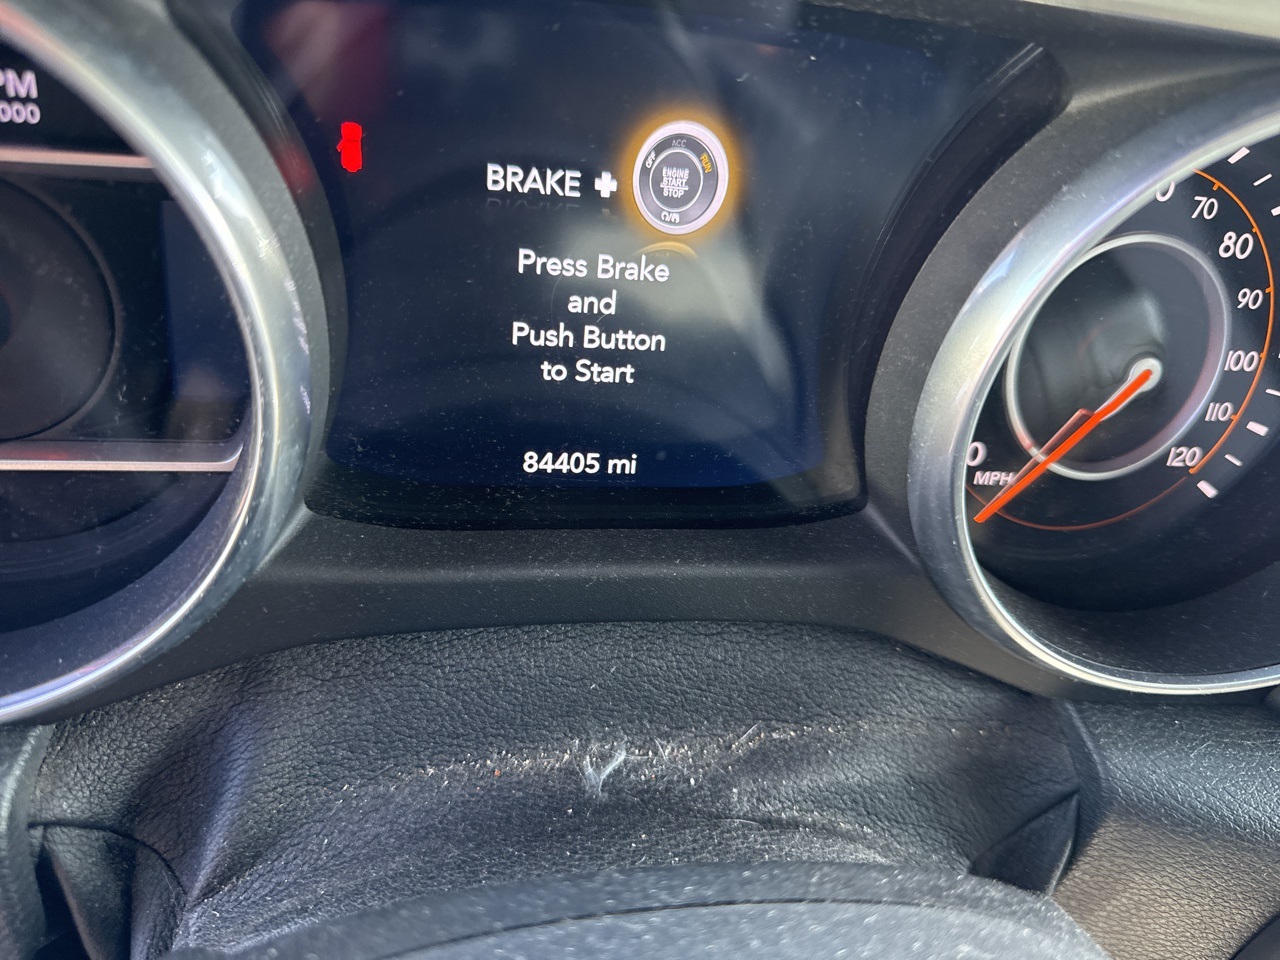 PM
000
BRAKE +
OFF
ACC
RUN
ENGINE
START
STOP
Press Brake
and
Push Button
to Start
84405 mi
70
80
90
100
110
120
0
MPH